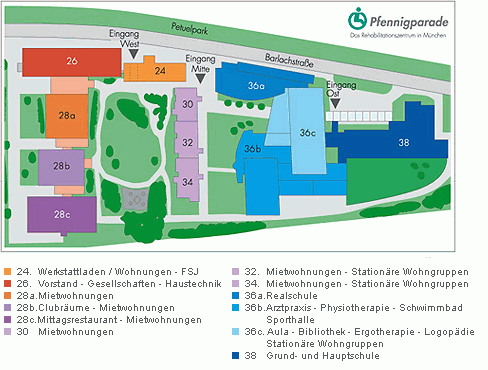 Pfennigparade
Das Rehabilitationszentrum in München
Petuelpark
Barlachstraße
Eingang
West
Eingang
Mitte
Eingang
Ost
26
24
36a
30
28a
32
36c
36b
38
28b
34
28c
24. Werkstattladen / Wohnungen - FSJ
26. Vorstand - Gesellschaften - Haustechnik
28a.Mietwohnungen
28b.Clubräume - Mietwohnungen
28c.Mittagsrestaurant - Mietwohnungen
30 Mietwohnungen
32. Mietwohnungen - Stationäre Wohngruppen
34. Mietwohnungen - Stationäre Wohngruppen
36a.Realschule
36b.Arztpraxis - Physiotherapie - Schwimmbad
Sporthalle
36c. Aula - Bibliothek - Ergotherapie - Logopädie
Stationäre Wohngruppen
38 Grund- und Hauptschule